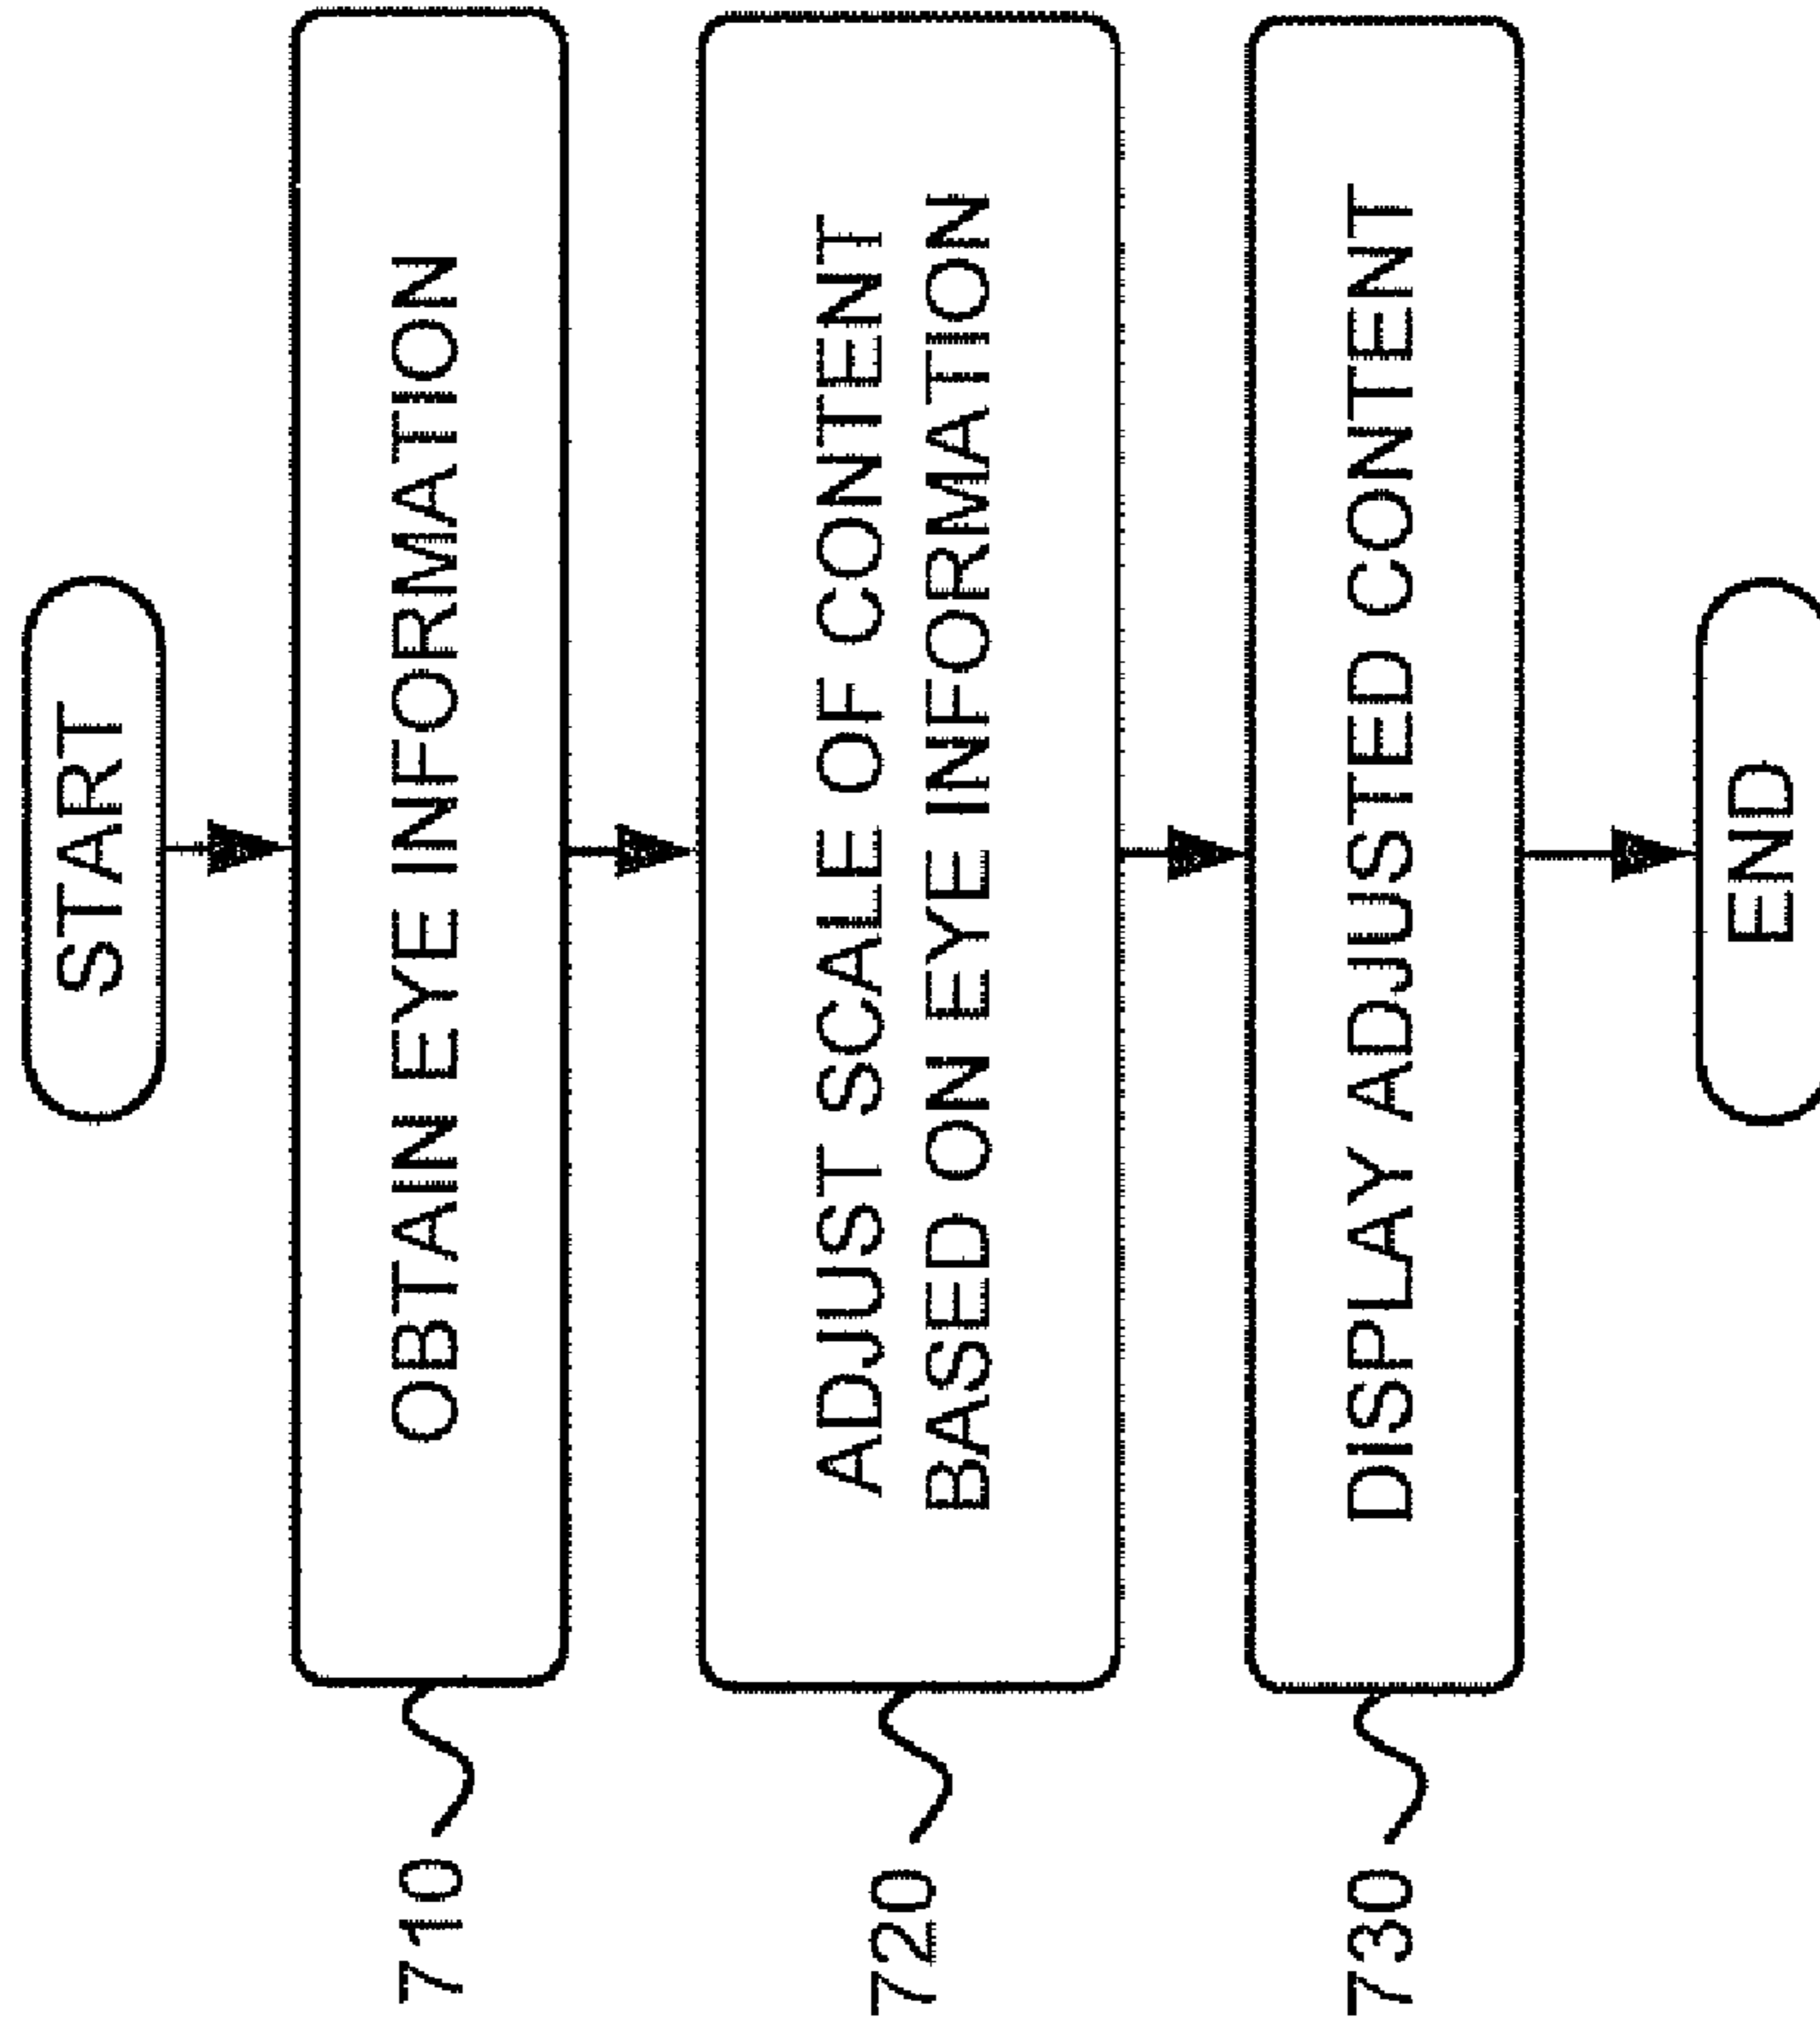 START
710
OBTAIN EYE INFORMATION
720
ADJUST SCALE OF CONTENT
BASED ON EYE INFORMATION
730
DISPLAY ADJUSTED CONTENT
END